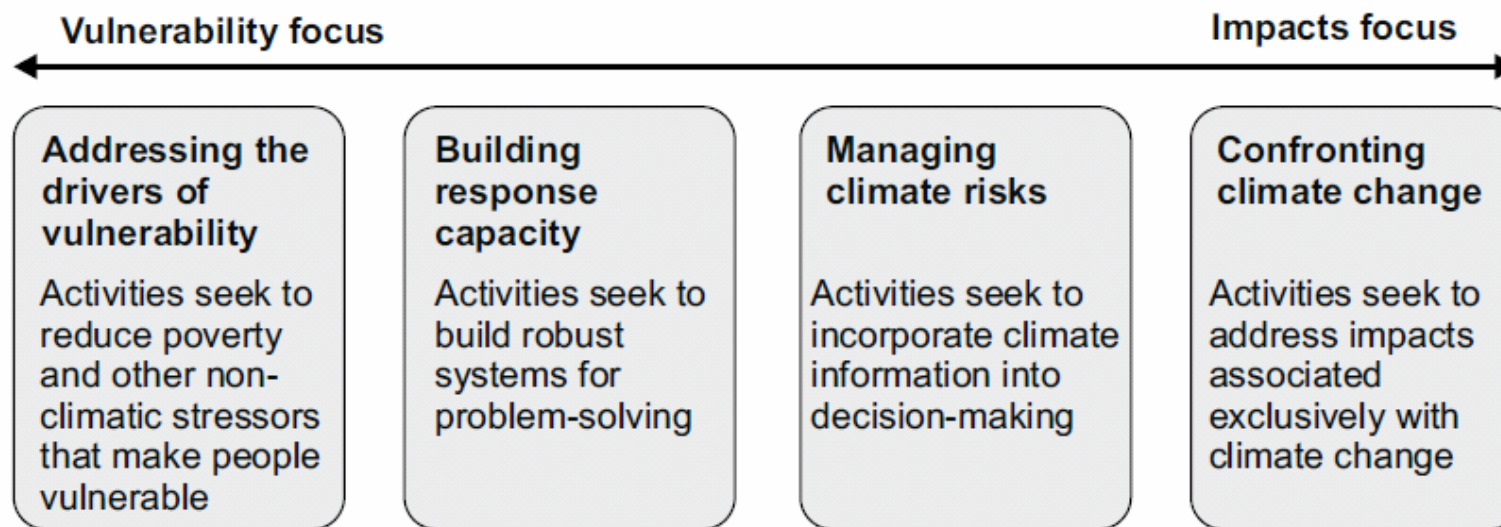 Vulnerability focus
Impacts focus
Addressing the
drivers of
vulnerability
Activities seek to
reduce poverty
and other non-
climatic stressors
that make people
vulnerable
Building
response
capacity
Activities seek to
build robust
systems for
problem-solving
Managing
climate risks
Activities seek to
incorporate climate
information into
decision-making
Confronting
climate change
Activities seek to
address impacts
associated
exclusively with
climate change